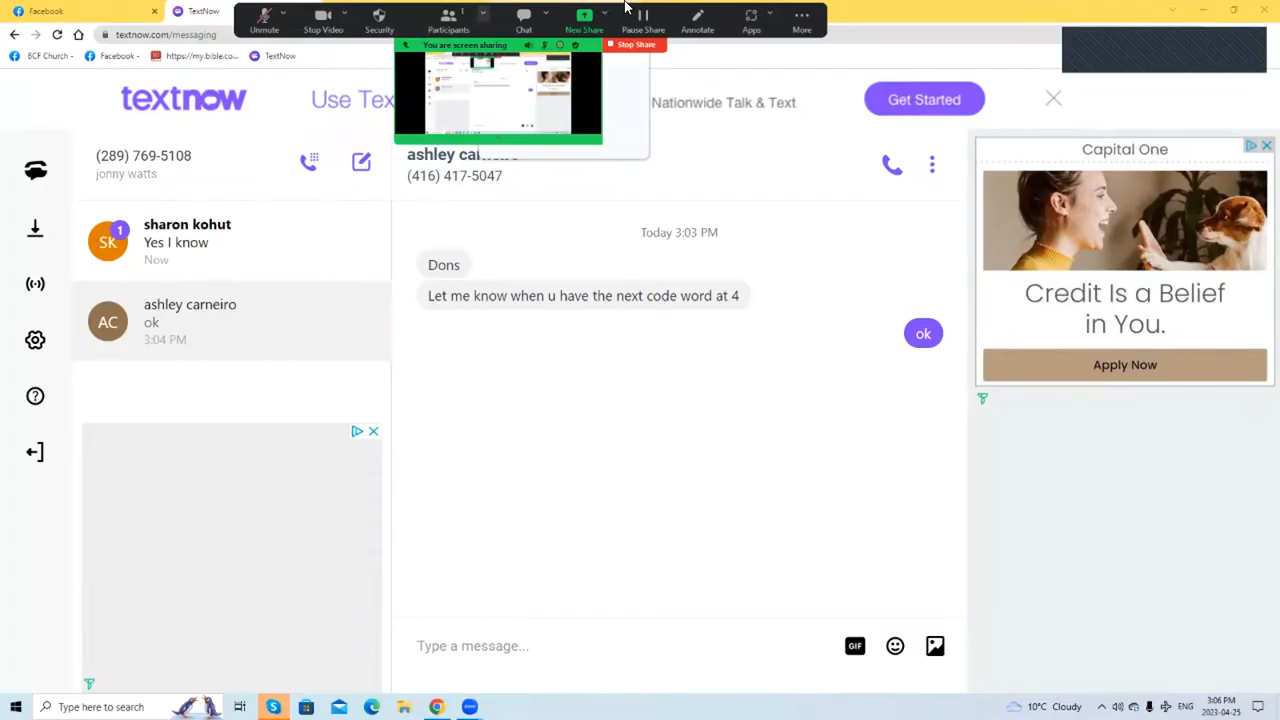 Facebook
TextNow
textnow.com/messaging
BCF Church -
Facebook -
https://my.bible.co...
TextNow
Unmute
Stop Video
Security
Participants
1
Chat
New Share
Pause Share
Annotate
Apps
More
You are screen sharing
Stop Share
textnow
Use Tex
Nationwide Talk & Text
Get Started
(289) 769-5108
jonny watts
ashley
(416) 417-5047
SK
1
sharon kohut
Yes I know
Now
AC
ashley carneiro
ok
3:04 PM
Today 3:03 PM
Dons
Let me know when u have the next code word at 4
ok
Type a message...
GIF
Capital One
Credit Is a Belief
in You.
Apply Now
Type here to search
zoom
10°C Cloudy
3:06 PM
2023-04-25